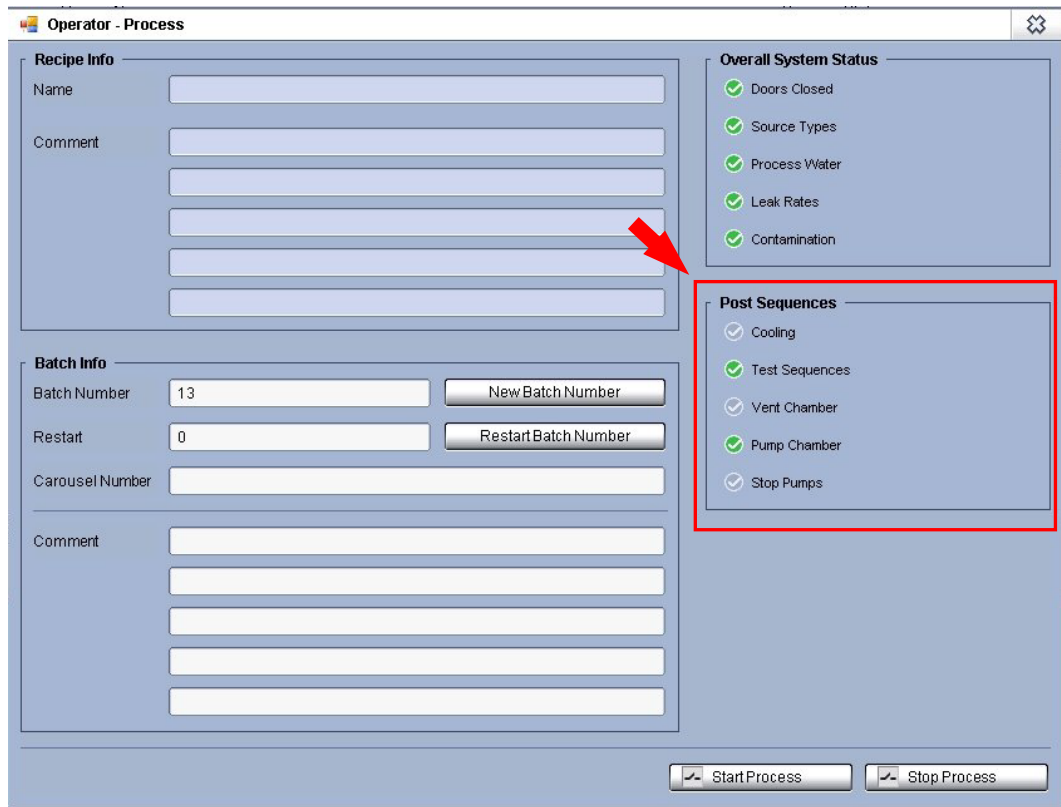 Operator - Process
Recipe Info
Name
Comment
Overall System Status
Doors Closed
Source Types
Process Water
Leak Rates
Contamination
Post Sequences
Cooling
Test Sequences
Vent Chamber
Pump Chamber
Stop Pumps
Batch Info
Batch Number 13 New Batch Number
Restart 0 Restart Batch Number
Carousel Number
Comment
Start Process Stop Process